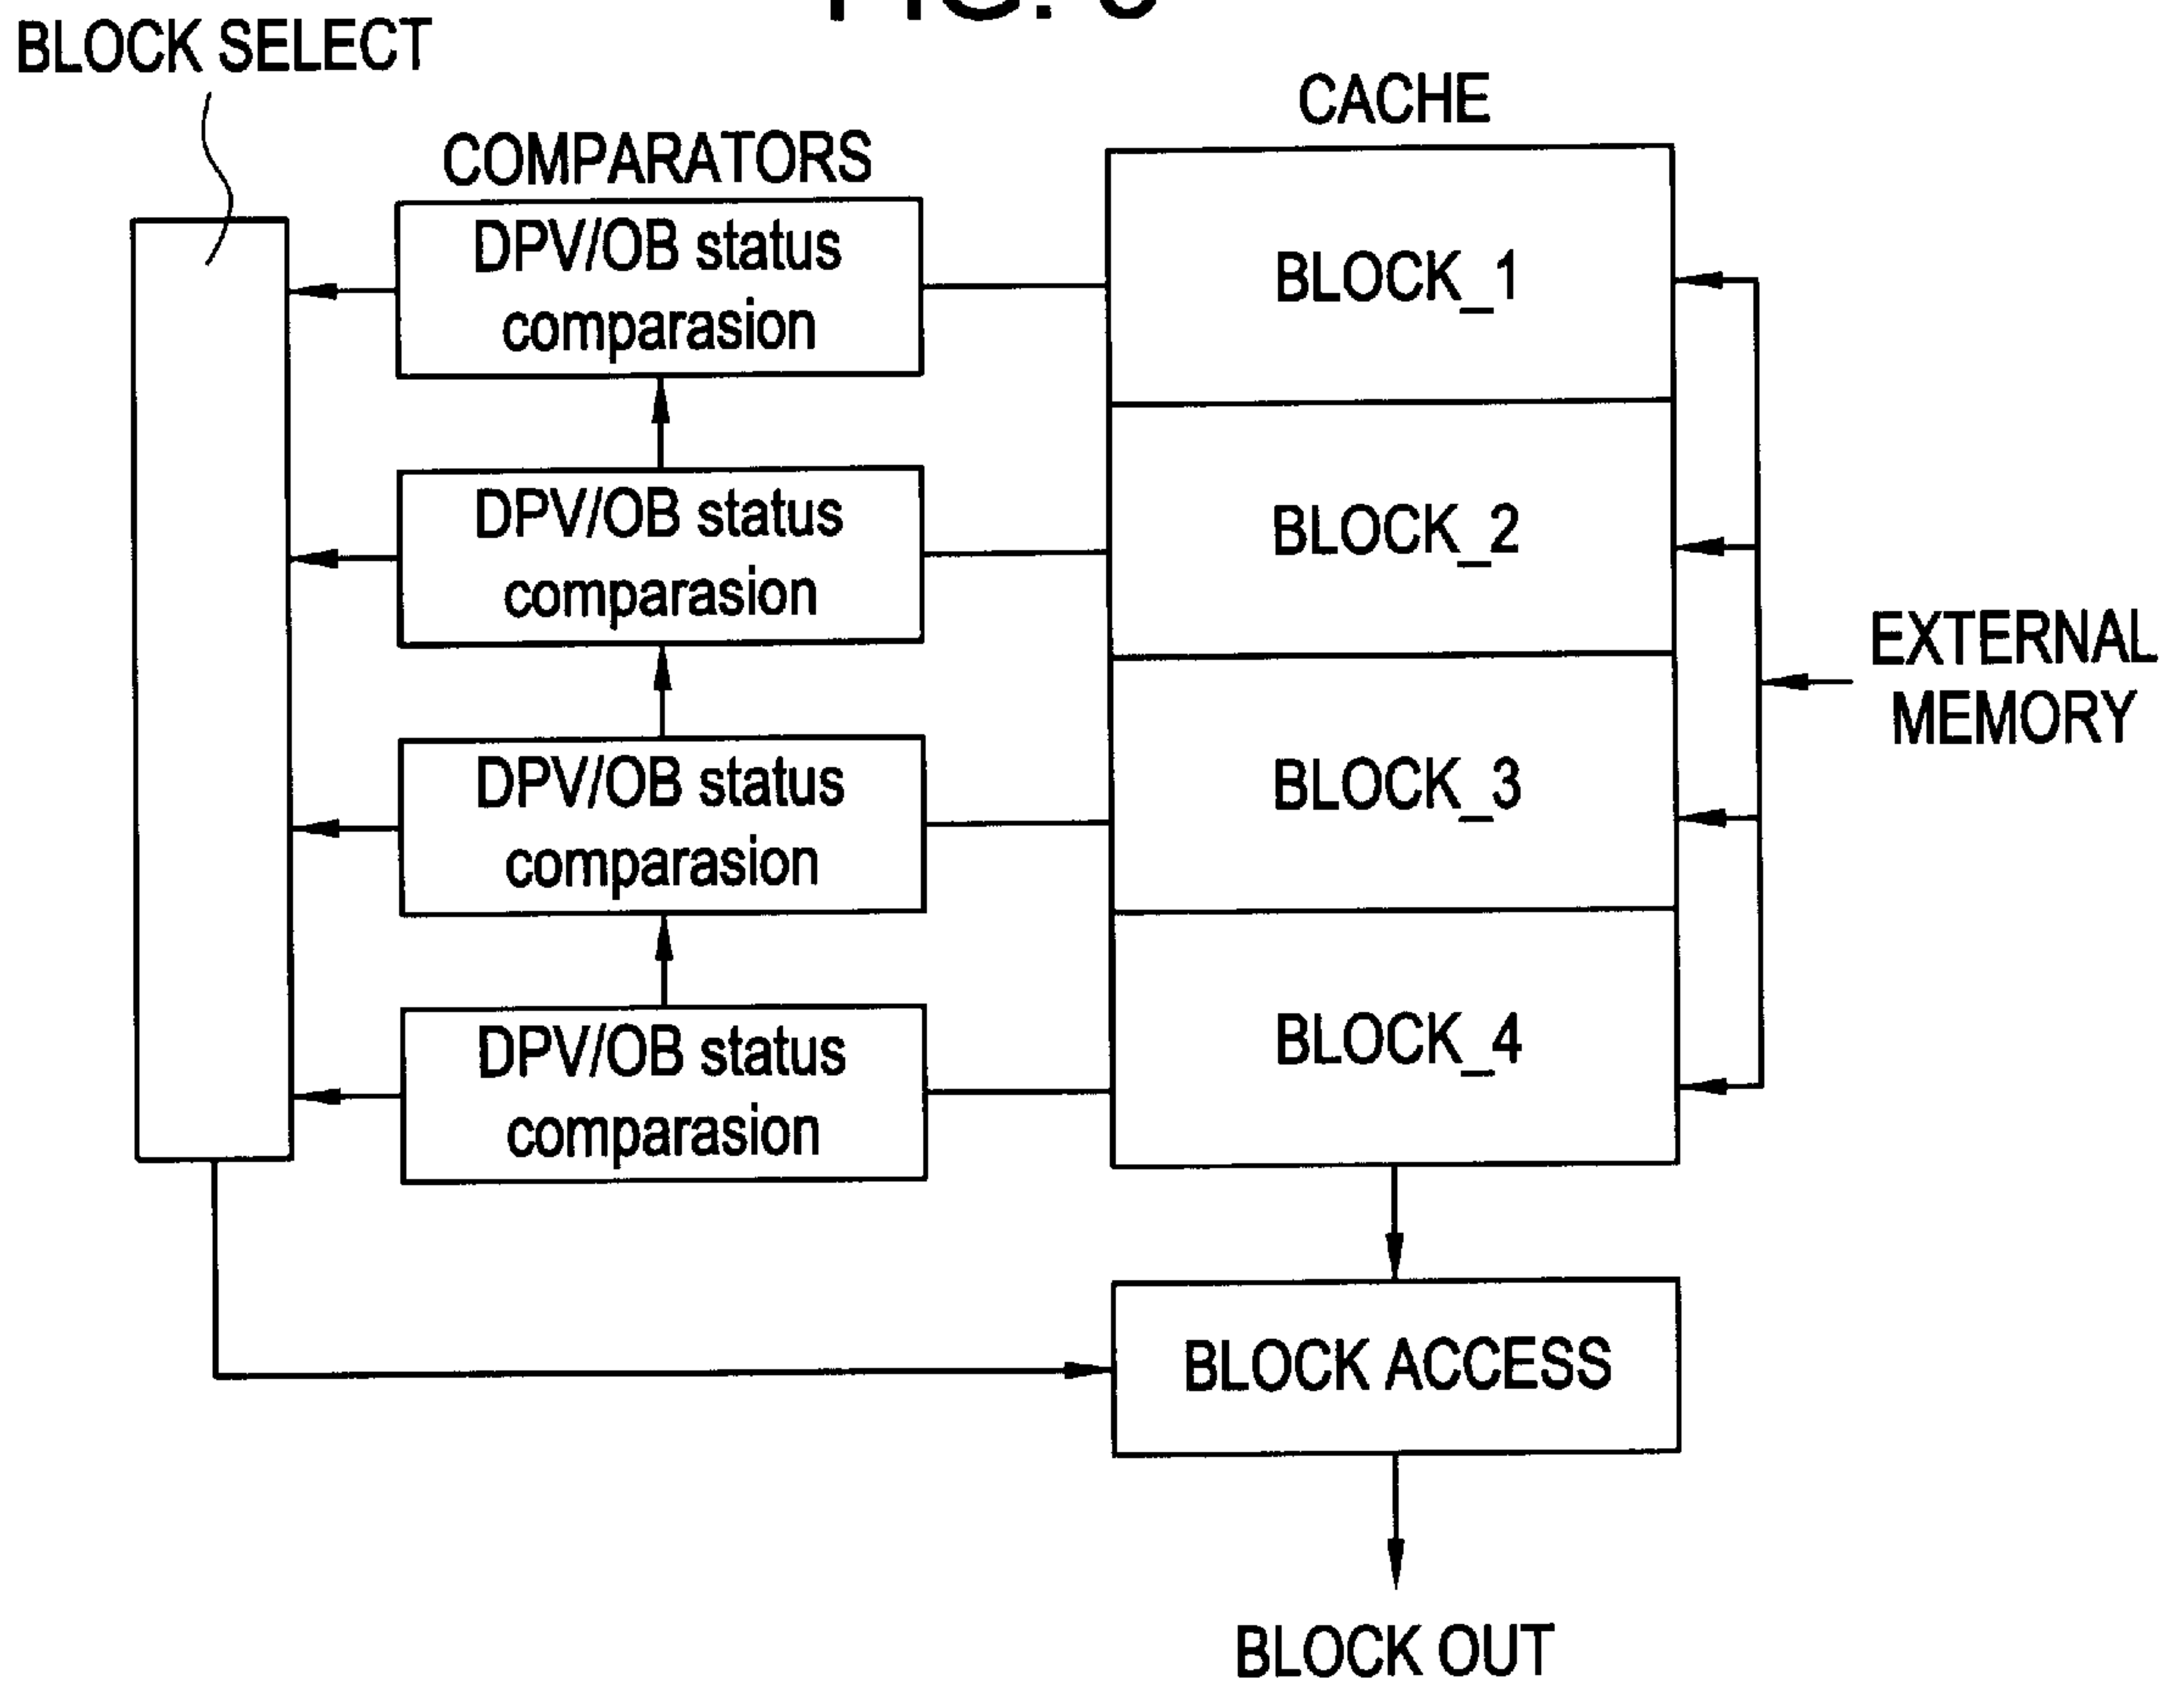 BLOCK SELECT
CACHE
COMPARATORS
DPV/OB status
comparasion
BLOCK_1
DPV/OB status
comparasion
BLOCK_2
EXTERNAL
MEMORY
DPV/OB status
comparasion
BLOCK_3
DPV/OB status
comparasion
BLOCK_4
BLOCK ACCESS
BLOCK OUT